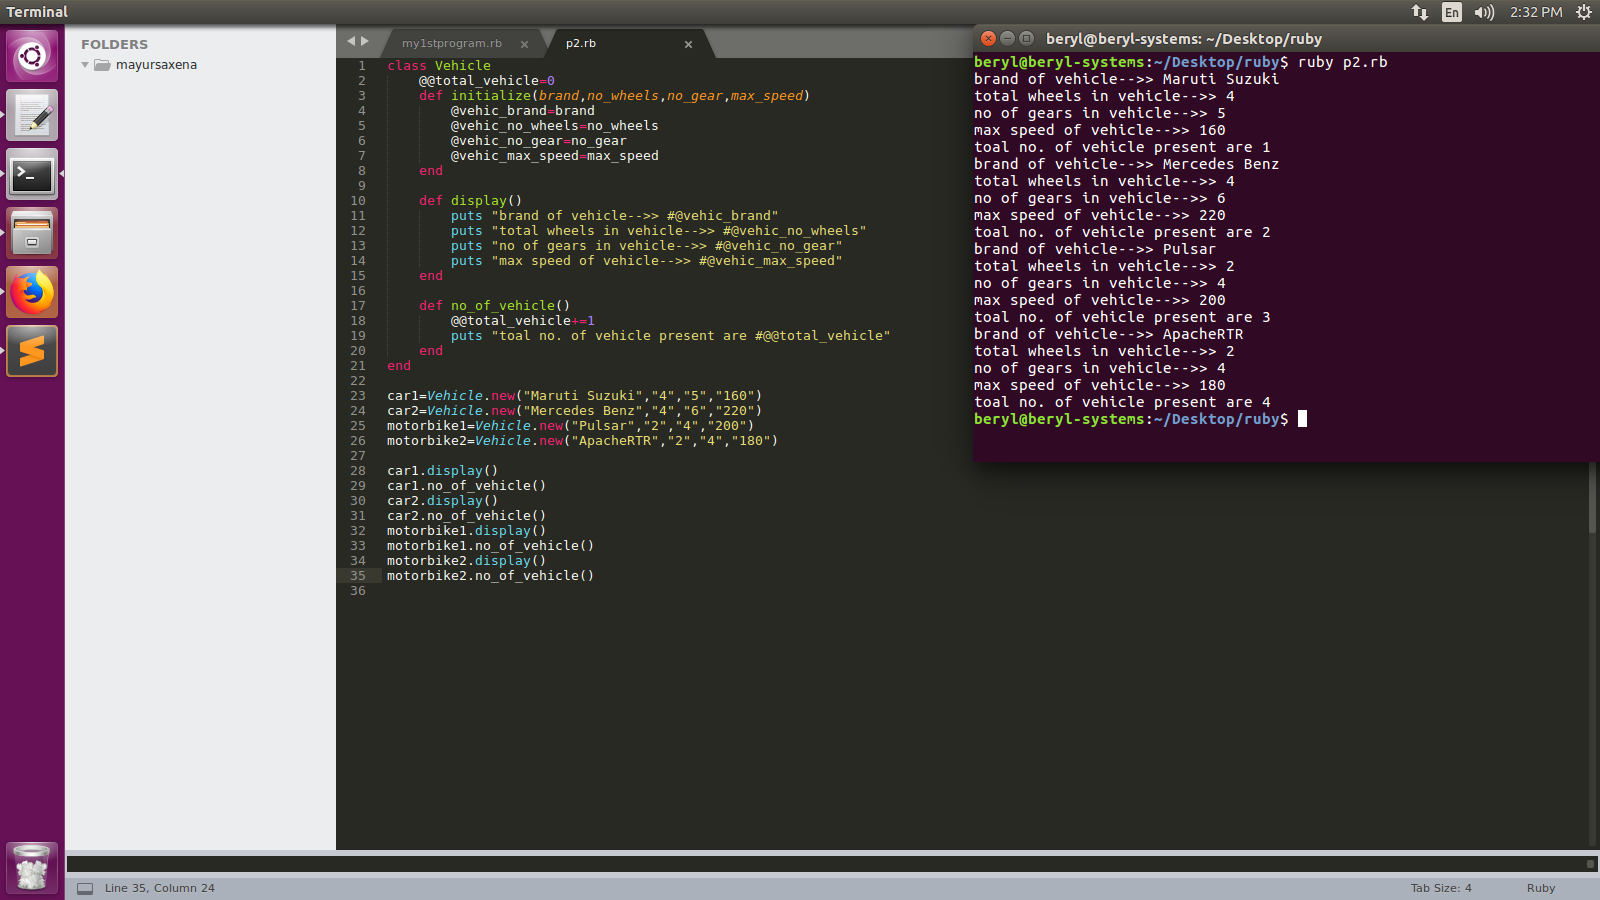 Terminal
En
2:32 PM
FOLDERS
mayursaxena
my1stprogram.rb
p2.rb
1 class Vehicle
2 @@total_vehicle=0
3 def initialize(brand,no_wheels,no_gear,max_speed)
4 @vehic_brand=brand
5 @vehic_no_wheels=no_wheels
6 @vehic_no_gear=no_gear
7 @vehic_max_speed=max_speed
8 end
9
10 def display()
11 puts "brand of vehicle-->> #@vehic_brand"
12 puts "total wheels in vehicle-->> #@vehic_no_wheels"
13 puts "no of gears in vehicle-->> #@vehic_no_gear"
14 puts "max speed of vehicle-->> #@vehic_max_speed"
15 end
16
17 def no_of_vehicle()
18 @@total_vehicle+=1
19 puts "toal no. of vehicle present are #@@total_vehicle"
20 end
21 end
22
23 car1=Vehicle.new("Maruti Suzuki","4","5","160")
24 car2=Vehicle.new("Mercedes Benz","4","6","220")
25 motorbike1=Vehicle.new("Pulsar","2","4","200")
26 motorbike2=Vehicle.new("ApacheRTR","2","4","180")
27
28 car1.display()
29 car1.no_of_vehicle()
30 car2.display()
31 car2.no_of_vehicle()
32 motorbike1.display()
33 motorbike1.no_of_vehicle()
34 motorbike2.display()
35 motorbike2.no_of_vehicle()
36
beryl@beryl-systems: ~/Desktop/ruby
beryl@beryl-systems:~/Desktop/ruby$ ruby p2.rb
brand of vehicle-->> Maruti Suzuki
total wheels in vehicle-->> 4
no of gears in vehicle-->> 5
max speed of vehicle-->> 160
toal no. of vehicle present are 1
brand of vehicle-->> Mercedes Benz
total wheels in vehicle-->> 4
no of gears in vehicle-->> 6
max speed of vehicle-->> 220
toal no. of vehicle present are 2
brand of vehicle-->> Pulsar
total wheels in vehicle-->> 2
no of gears in vehicle-->> 4
max speed of vehicle-->> 200
toal no. of vehicle present are 3
brand of vehicle-->> ApacheRTR
total wheels in vehicle-->> 2
no of gears in vehicle-->> 4
max speed of vehicle-->> 180
toal no. of vehicle present are 4
beryl@beryl-systems:~/Desktop/ruby$
Line 35, Column 24
Tab Size: 4
Ruby